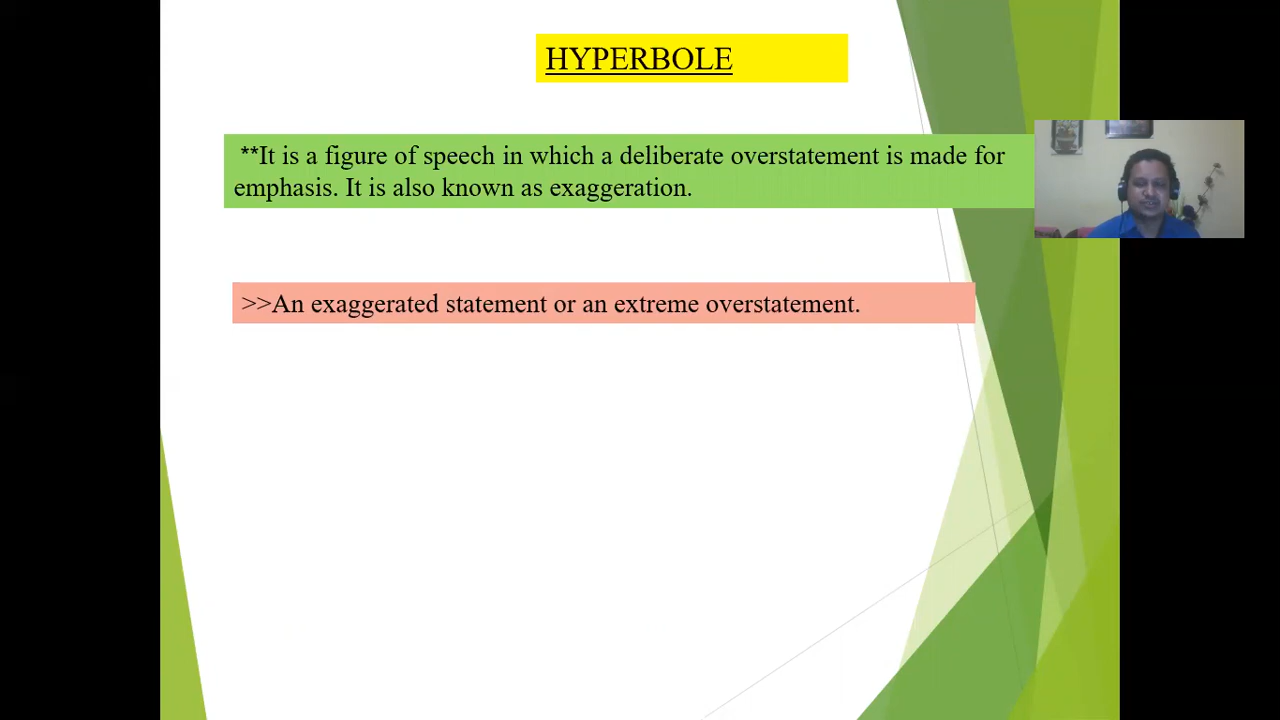 HYPERBOLE
**It is a figure of speech in which a deliberate overstatement is made for
emphasis. It is also known as exaggeration.
>>An exaggerated statement or an extreme overstatement.